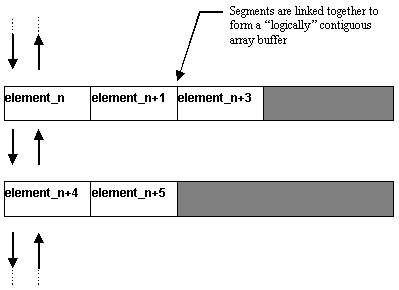 Segments are linked together to
form a “logically” contiguous
array buffer
element_n element_n+1 element_n+3
element_n+4 element_n+5